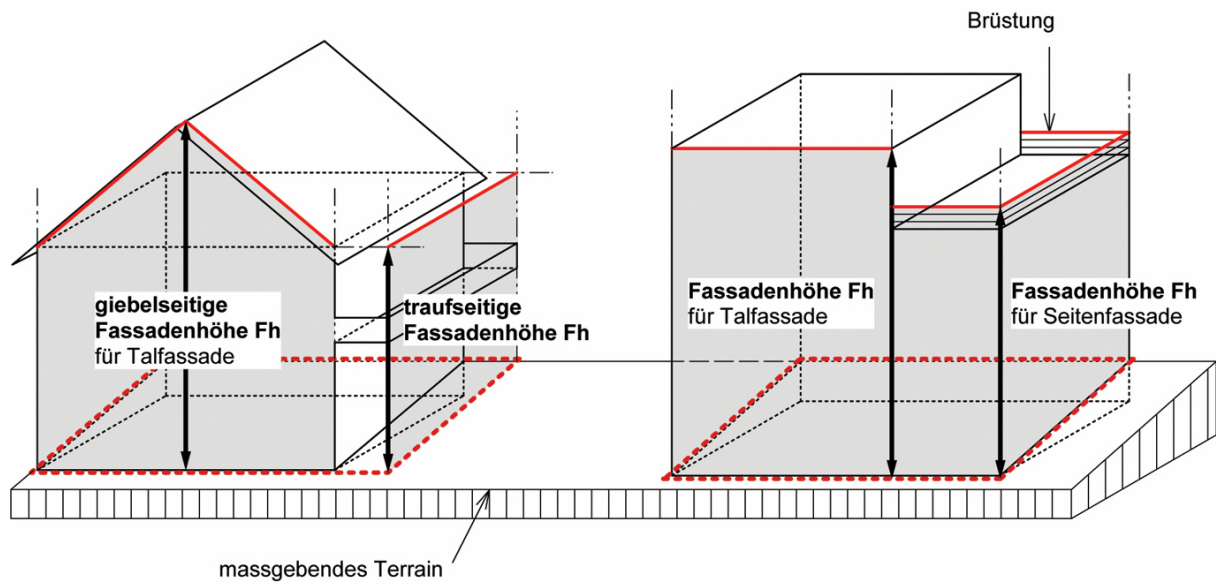 Brüstung
giebelseitige
Fassadenhöhe Fh
für Talfassade
traufseitige
Fassadenhöhe Fh
Fassadenhöhe Fh
für Talfassade
Fassadenhöhe Fh
für Seitenfassade
massgebendes Terrain